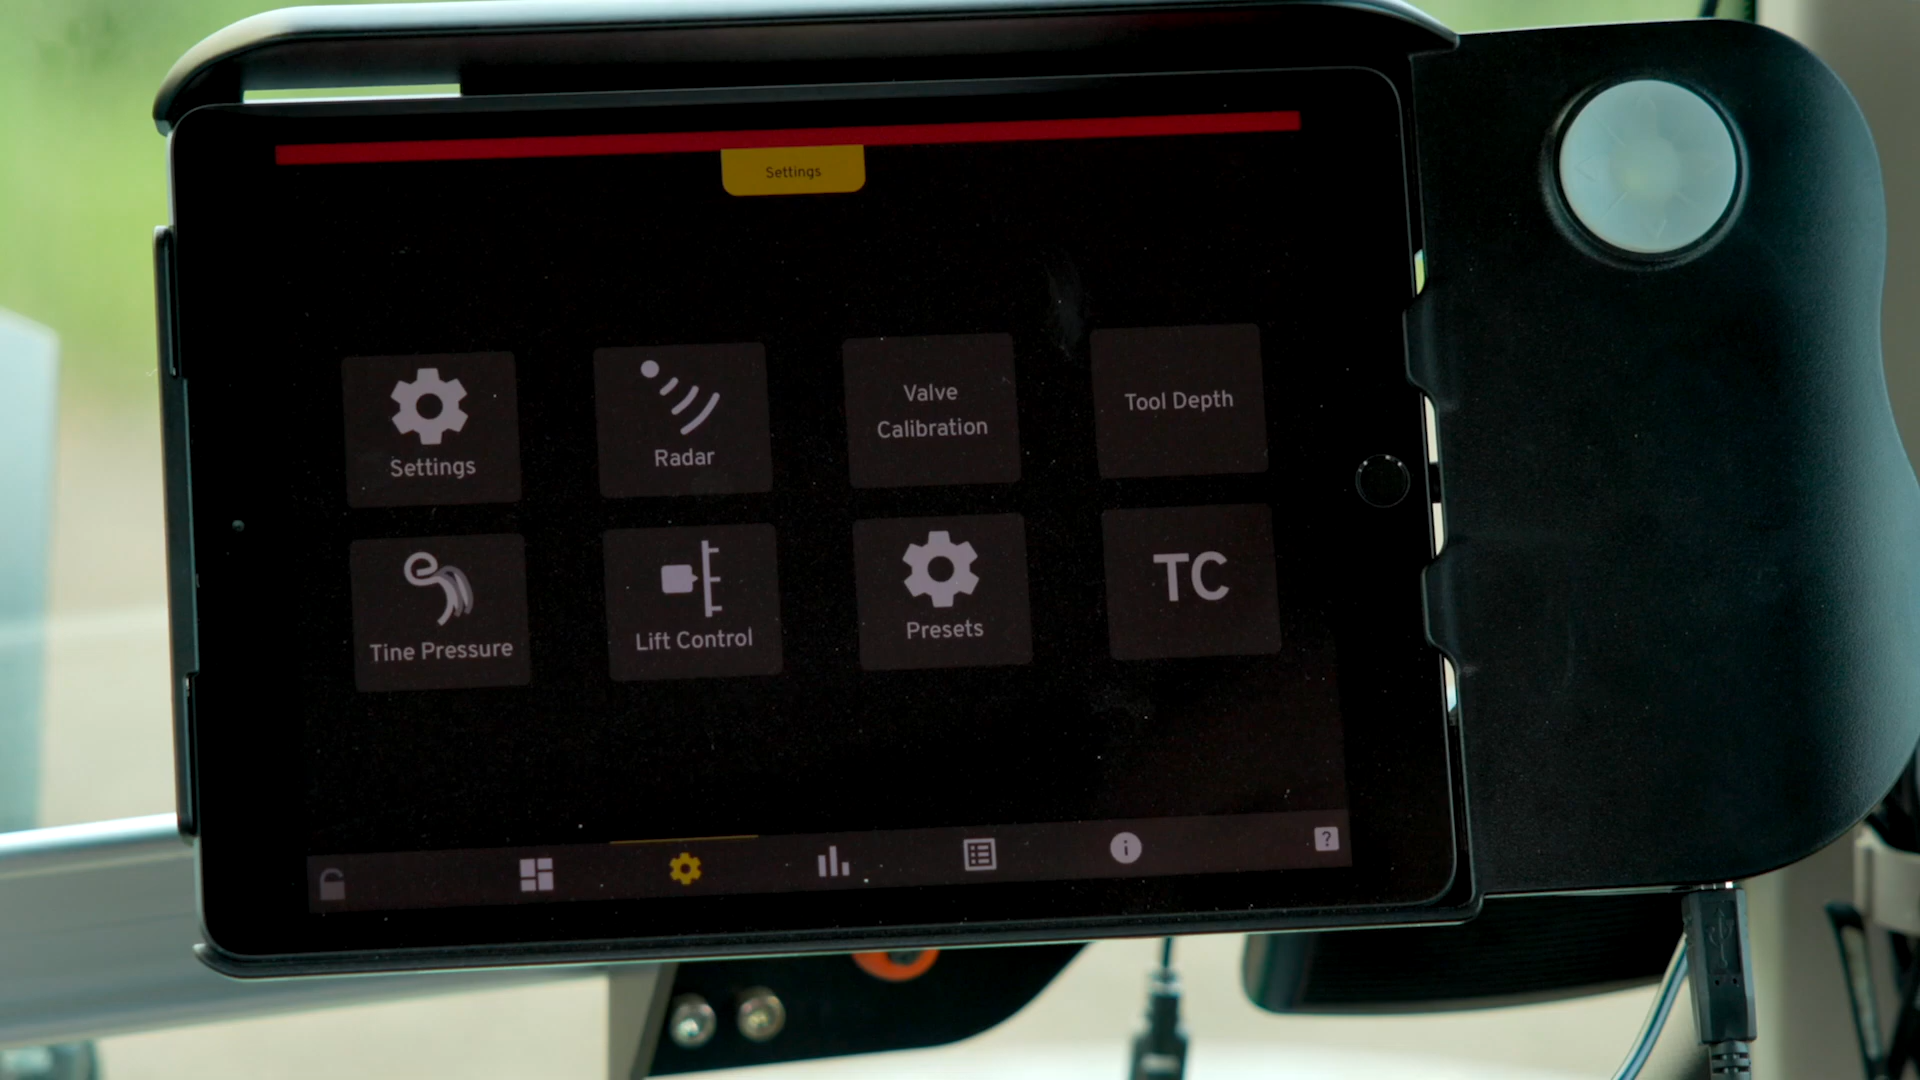 Settings
Settings
Radar
Valve
Calibration
Tool Depth
Tine Pressure
Lift Control
Presets
TC
i
?